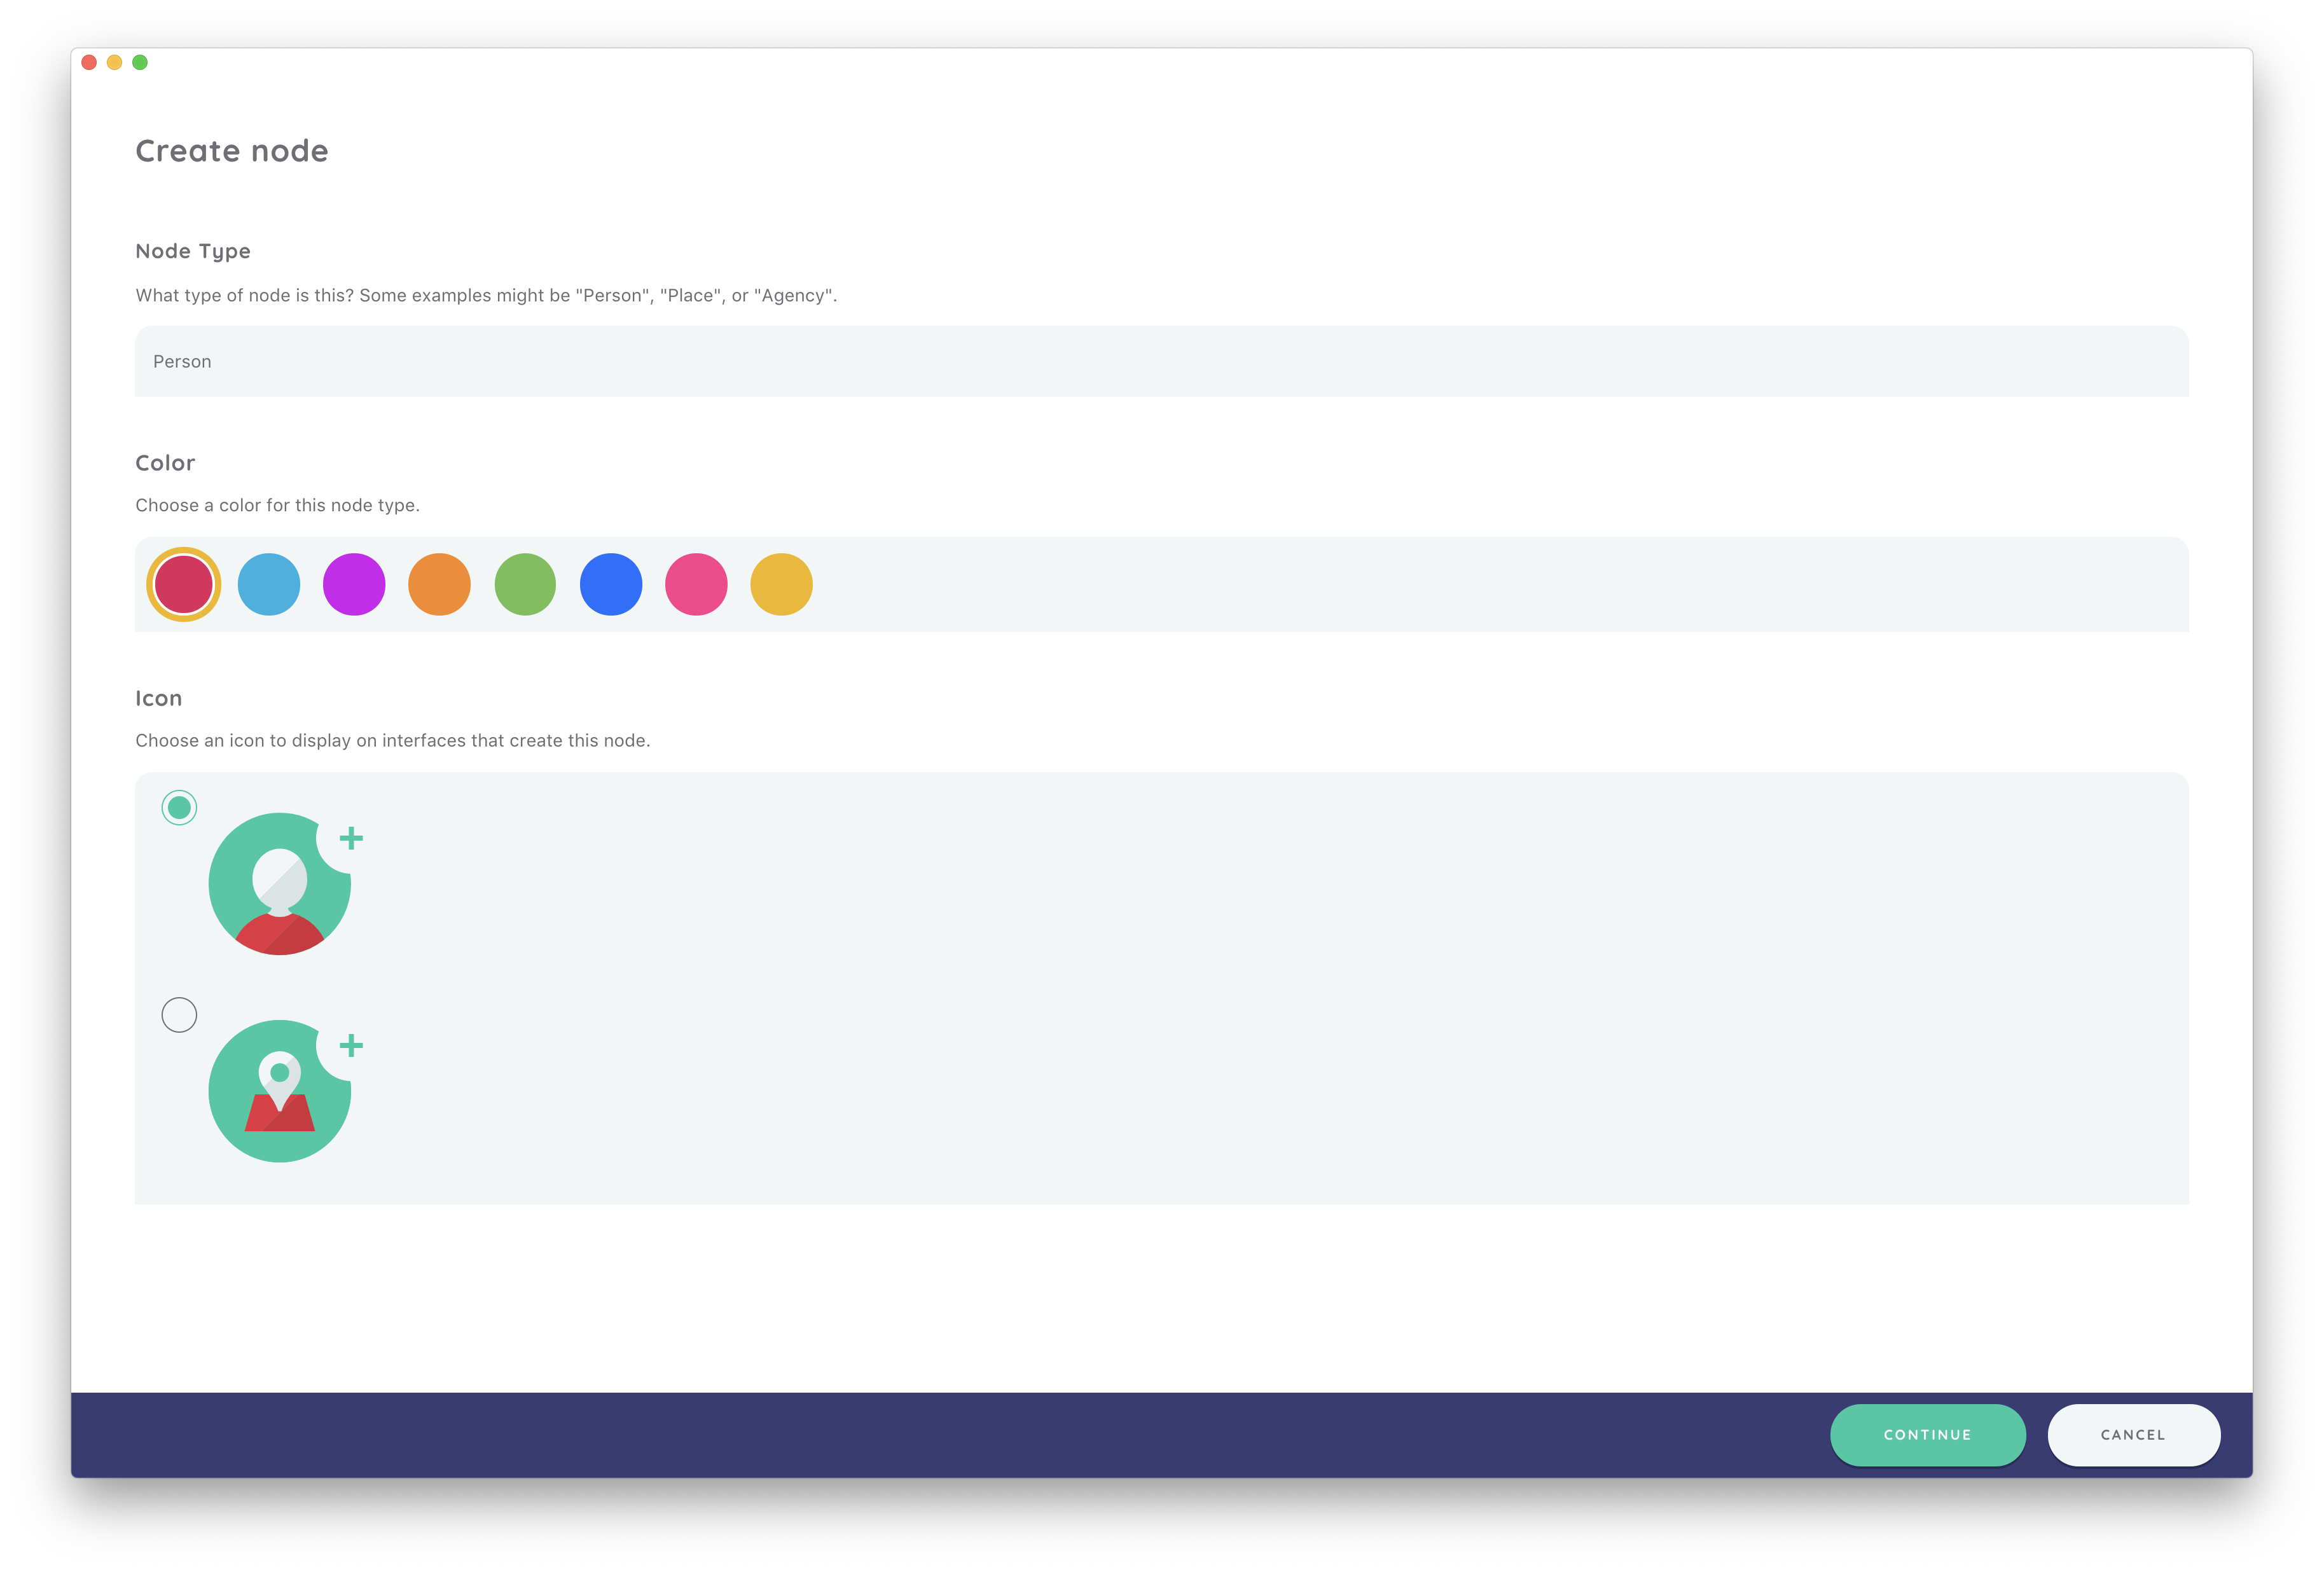 Create node
Node Type
What type of node is this? Some examples might be "Person", "Place", or "Agency".
Person
Color
Choose a color for this node type.
Icon
Choose an icon to display on interfaces that create this node.
CONTINUE
CANCEL